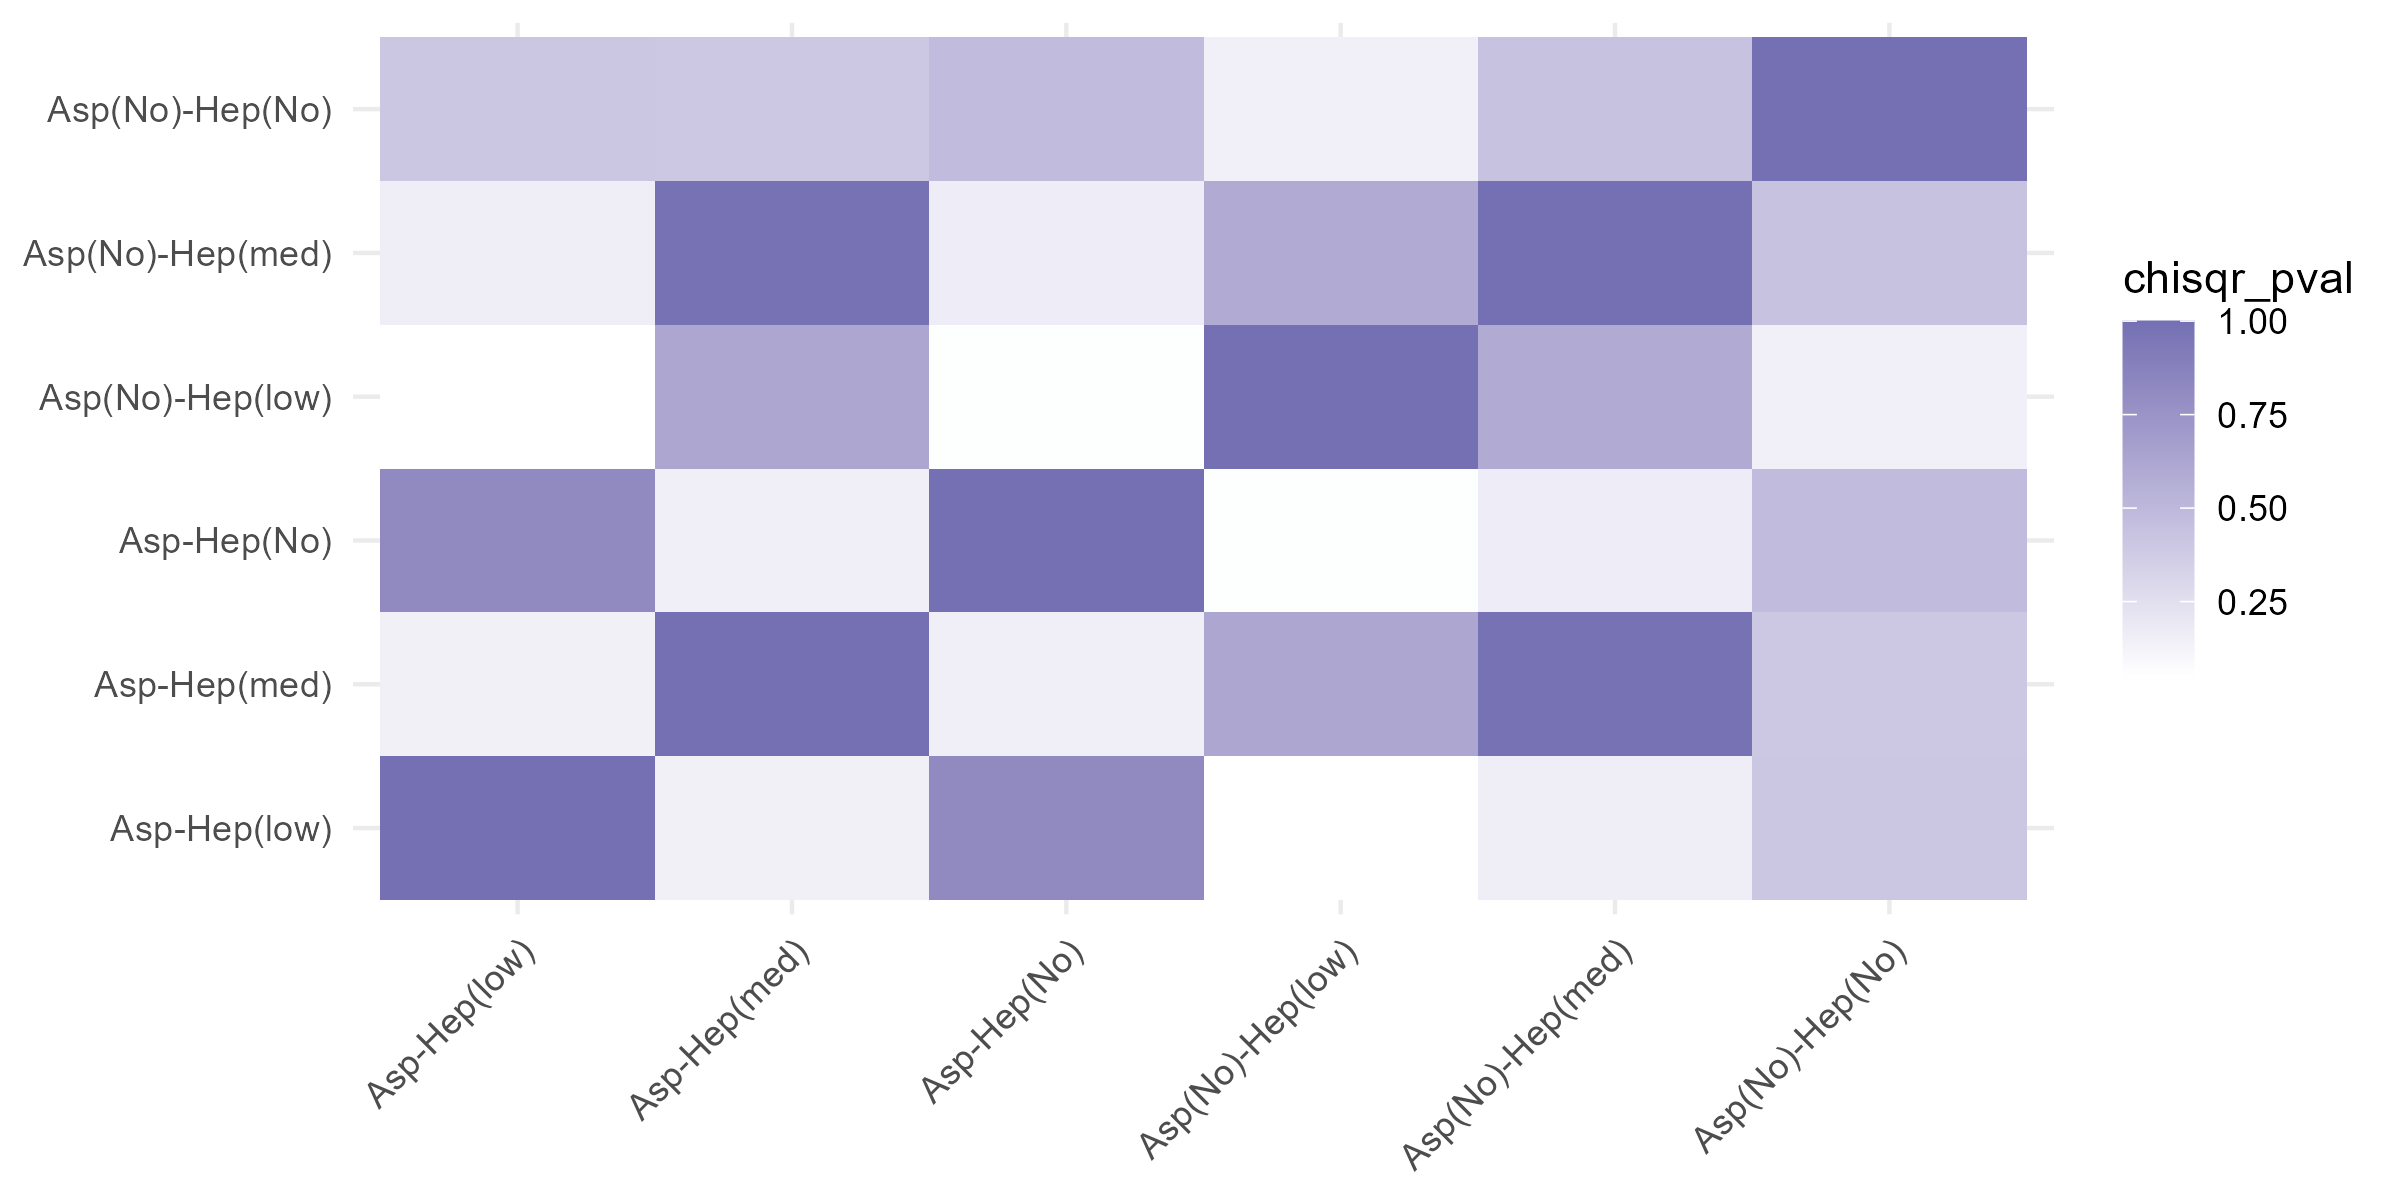 Asp(No)-Hep(No)
Asp(No)-Hep(med)
Asp(No)-Hep(low)
Asp-Hep(No)
Asp-Hep(med)
Asp-Hep(low)
Asp-Hep(low)
Asp-Hep(med)
Asp-Hep(No)
Asp(No)-Hep(low)
Asp(No)-Hep(med)
Asp(No)-Hep(No)
chisqr_pval
1.00
0.75
0.50
0.25